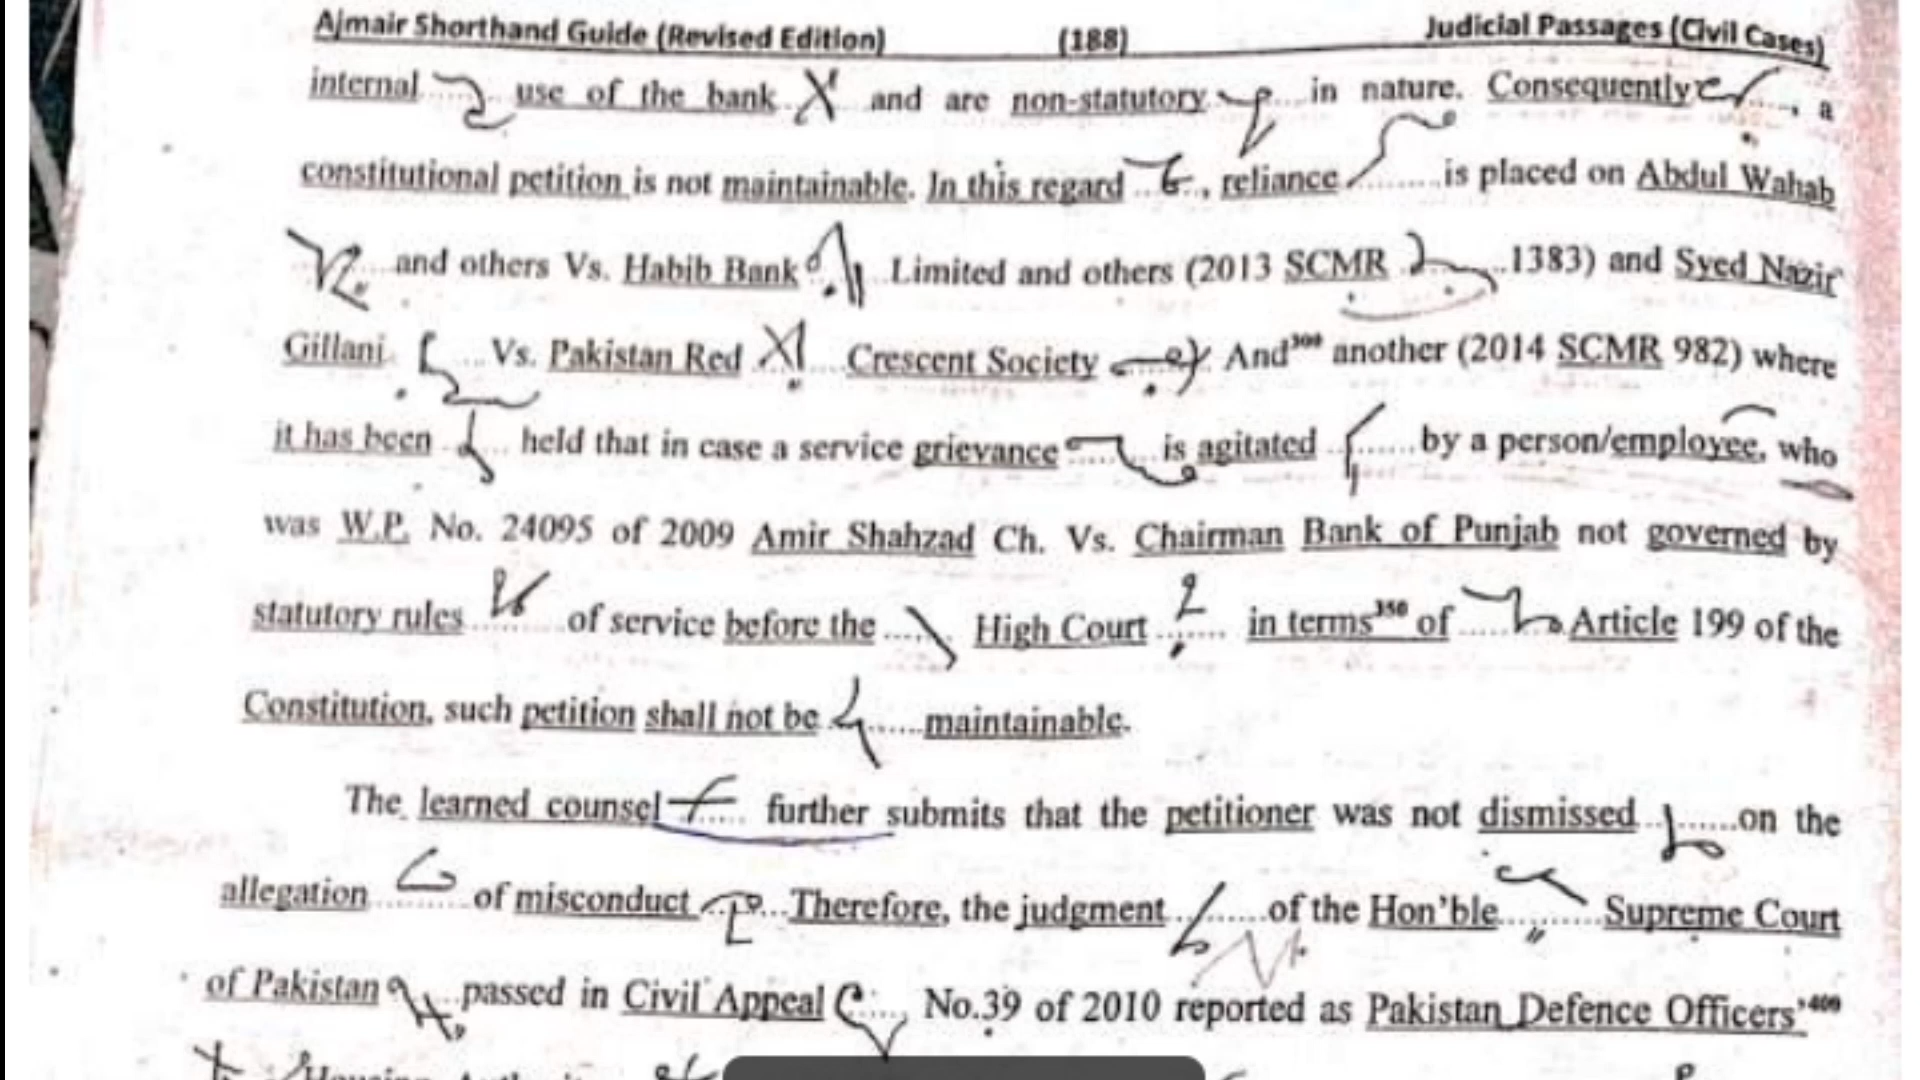 Ajmair Shorthand Guide (Revised Edition) (188) Judicial Passages (Civil Cases)
internal ....... use of the bank ... and are non-statutory ....... in nature. Consequently ......., a
constitutional petition is not maintainable. In this regard ......., reliance ....... is placed on Abdul Wahab
....... and others Vs. Habib Bank ....... Limited and others (2013 SCMR ....... 1383) and Syed Nazir
Gillani ....... Vs. Pakistan Red ....... Crescent Society ....... And³⁰⁰ another (2014 SCMR 982) where
it has been ....... held that in case a service grievance ....... is agitated ....... by a person/employee, who
was W.P. No. 24095 of 2009 Amir Shahzad Ch. Vs. Chairman Bank of Punjab not governed by
statutory rules ....... of service before the ....... High Court ....... in terms³⁵⁰ of ....... Article 199 of the
Constitution, such petition shall not be ....... maintainable.
The learned counsel ....... further submits that the petitioner was not dismissed ....... on the
allegation ....... of misconduct ....... Therefore, the judgment ....... of the Hon'ble ....... Supreme Court
of Pakistan ....... passed in Civil Appeal ......., No.39 of 2010 reported as Pakistan Defence Officers'⁴⁰⁰
Housing